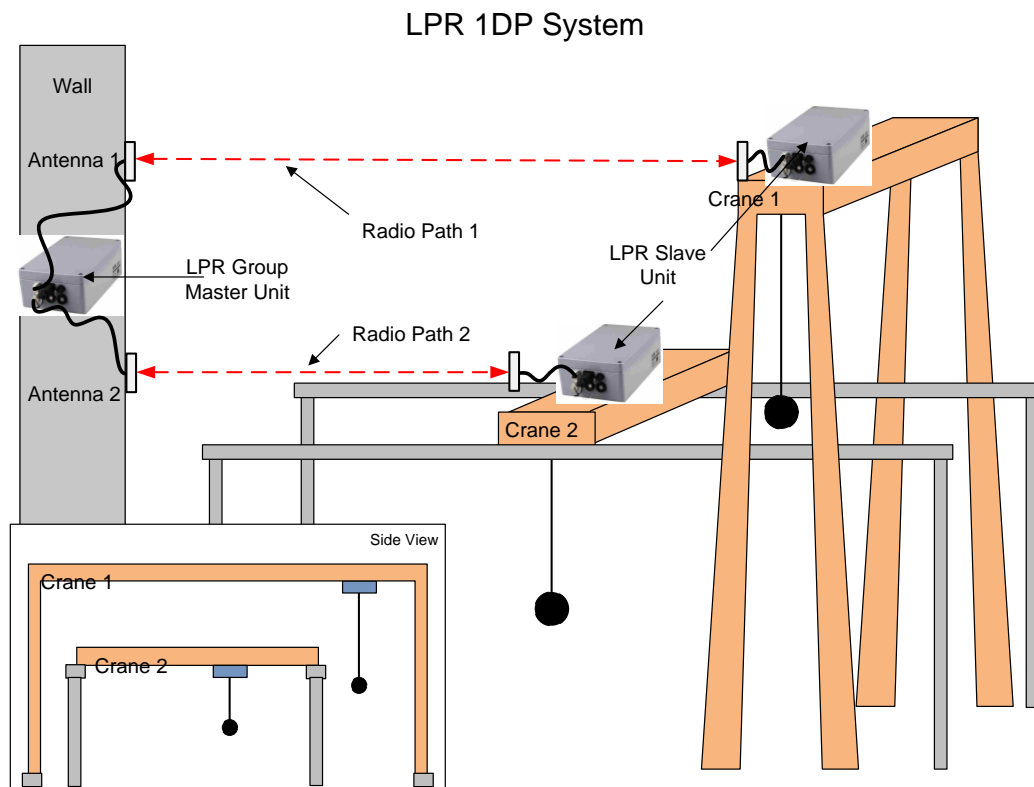 LPR 1DP System
Wall
Antenna 1
Crane 1
Radio Path 1
LPR Group
Master Unit
LPR Slave
Unit
Radio Path 2
Antenna 2
Crane 2
Side View
Crane 1
Crane 2